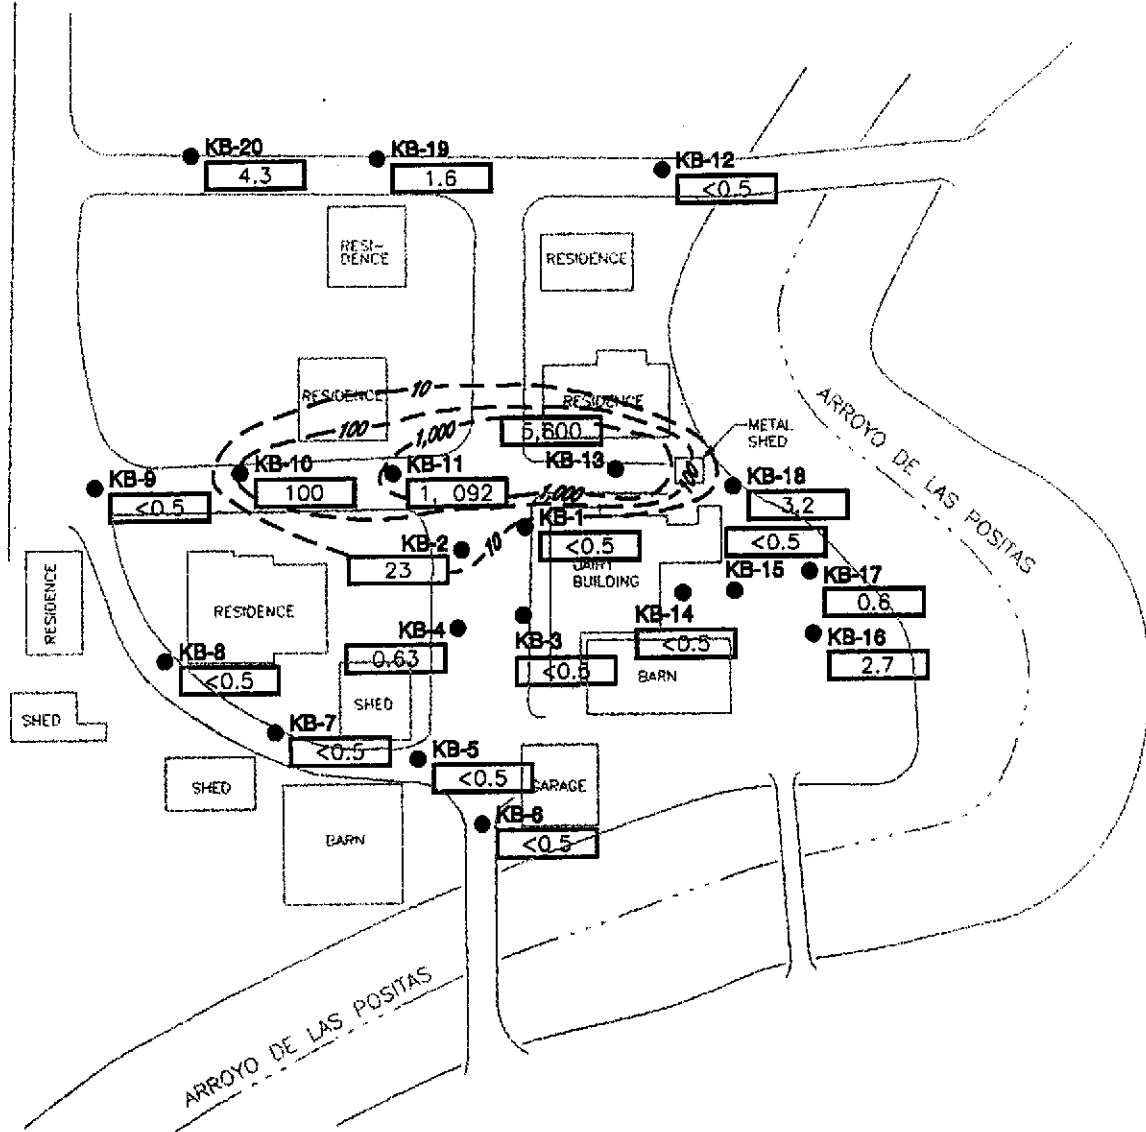 KB-20
4.3
KB-19
1.6
KB-12
<0.5
RESI-
DENCE
RESIDENCE
RESIDENCE
RESIDENCE
10
100
1,000
5,600
METAL
SHED
ARROYO DE LAS POSITAS
KB-9
<0.5
KB-10
100
KB-11
1, 092
KB-13
1,000
100
KB-18
3.2
KB-2
23
10
KB-1
<0.5
DAIRY
BUILDING
<0.5
KB-15
KB-17
0.6
RESIDENCE
RESIDENCE
KB-4
0.63
KB-3
<0.5
KB-14
<0.5
BARN
KB-16
2.7
KB-8
<0.5
SHED
SHED
KB-7
<0.5
KB-5
<0.5
GARAGE
SHED
BARN
KB-6
<0.5
ARROYO DE LAS POSITAS